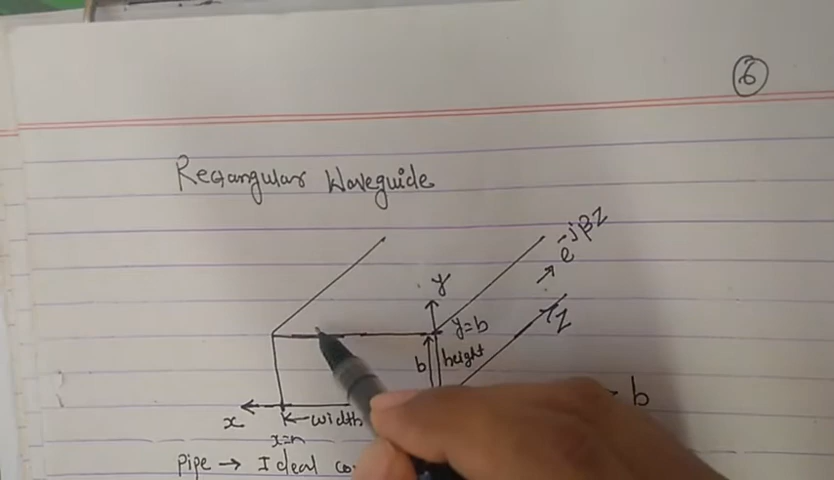 6
Rectangular Waveguide
e^-jβz
y
y=b
z
b height
b
x
width
Pipe → Ideal